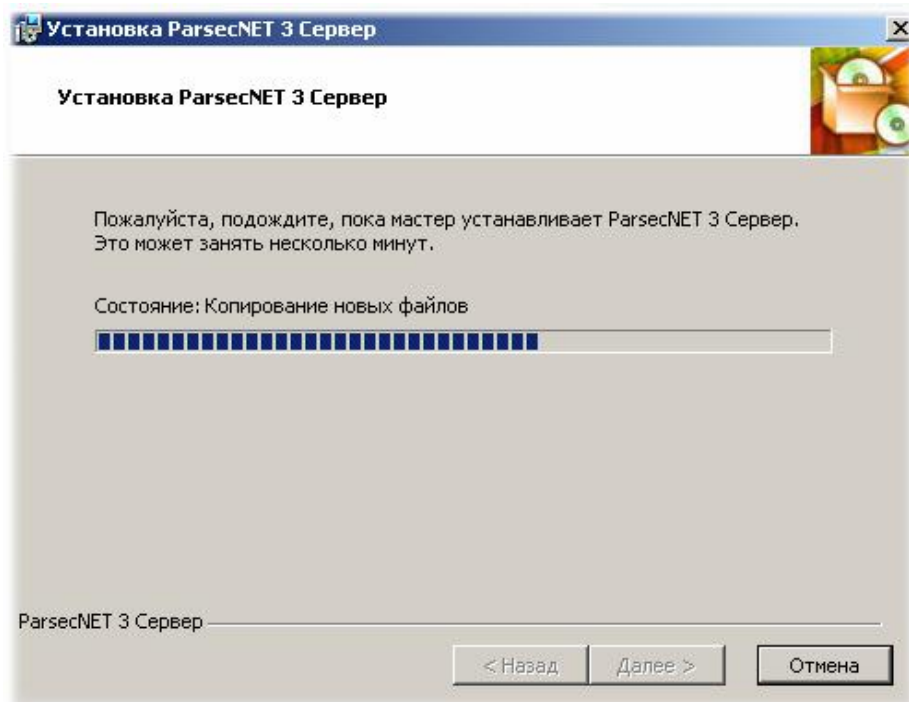 Установка ParsecNET 3 Сервер
Установка ParsecNET 3 Сервер
Пожалуйста, подождите, пока мастер устанавливает ParsecNET 3 Сервер.
Это может занять несколько минут.
Состояние: Копирование новых файлов
ParsecNET 3 Сервер
< Назад
Далее >
Отмена